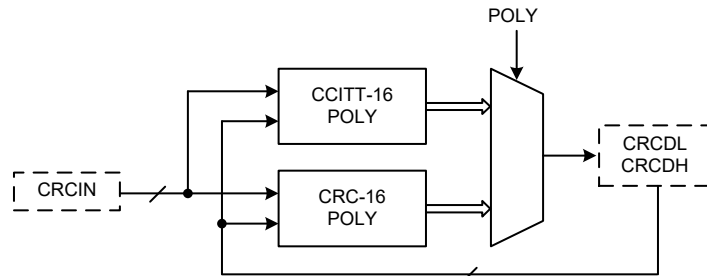 POLY
CCITT-16
POLY
CRCDL
CRCDH
CRCIN
CRC-16
POLY